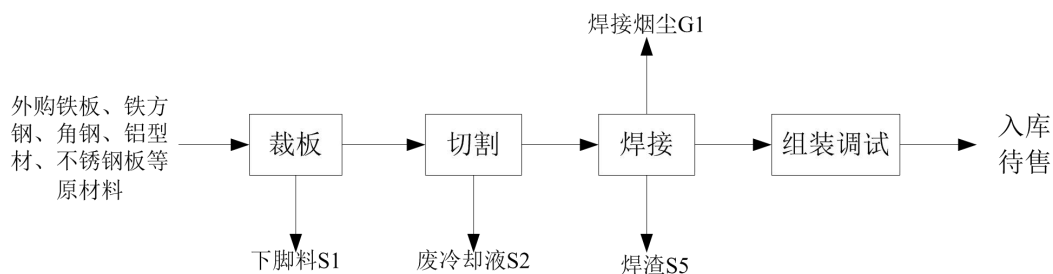 焊接烟尘G1
外购铁板、铁方
钢、角钢、铝型
材、不锈钢板等
原材料
裁板
切割
焊接
组装调试
入库
待售
下脚料S1
废冷却液S2
焊渣S5